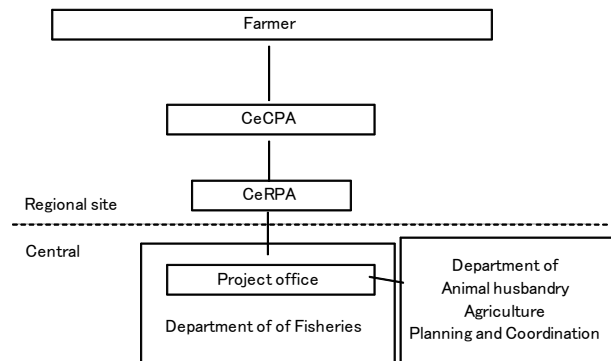 Farmer
CeCPA
CeRPA
Regional site
Central
Project office
Department of of Fisheries
Department of
Animal husbandry
Agriculture
Planning and Coordination